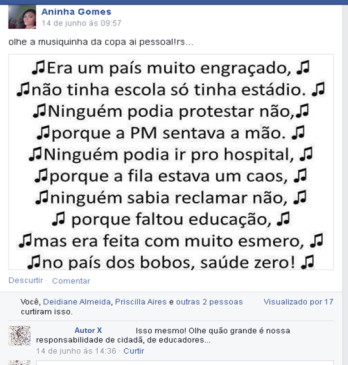 Aninha Gomes
14 de junho às 09:57
olhe a musiquinha da copa ai pessoal!rs...
♫Era um país muito engraçado, ♫
♫não tinha escola só tinha estádio. ♫
♫Ninguém podia protestar não,♫
♫porque a PM sentava a mão. ♫
♫Ninguém podia ir pro hospital, ♫
♫porque a fila estava um caos, ♫
♫ninguém sabia reclamar não, ♫
♫ porque faltou educação, ♫
♫mas era feita com muito esmero, ♫
♫no país dos bobos, saúde zero! ♫
Descurtir · Comentar
Você, Deidiane Almeida, Priscilla Aires e outras 2 pessoas curtiram isso. Visualizado por 17
Autor X Isso mesmo! Olhe quão grande é nossa
responsabilidade de cidadã, de educadores...
14 de junho às 14:36 · Curtir